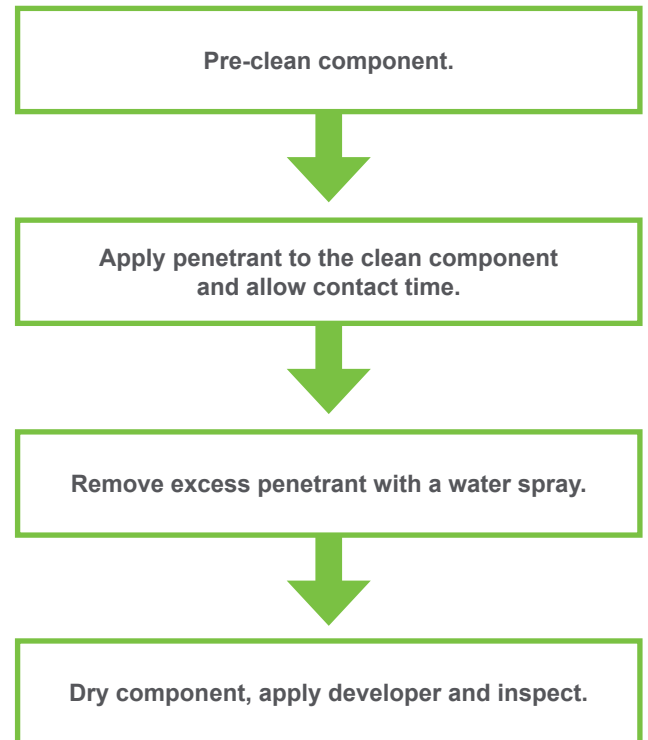 Pre-clean component.
Apply penetrant to the clean component
and allow contact time.
Remove excess penetrant with a water spray.
Dry component, apply developer and inspect.